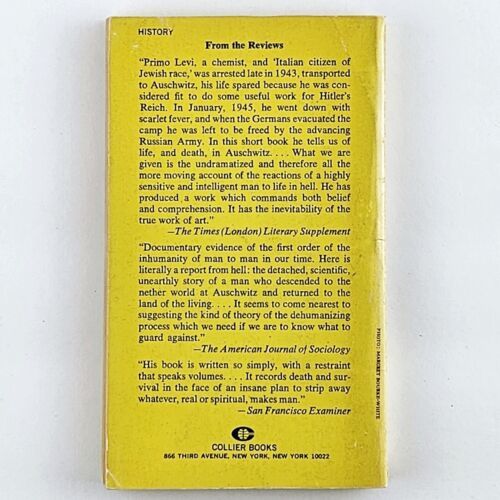 HISTORY
From the Reviews
"Primo Levi, a chemist, and 'Italian citizen of
Jewish race,' was arrested late in 1943, transported
to Auschwitz, his life spared because he was con-
sidered fit to do some useful work for Hitler's
Reich. In January, 1945, he went down with
scarlet fever, and when the Germans evacuated the
camp he was left to be freed by the advancing
Russian Army. In this short book he tells us of
life, and death, in Auschwitz. . . . What we are
given is the undramatized and therefore all the
more moving account of the reactions of a highly
sensitive and intelligent man to life in hell. He has
produced a work which commands both belief
and comprehension. It has the inevitability of the
true work of art."
—The Times (London) Literary Supplement
"Documentary evidence of the first order of the
inhumanity of man to man in our time. Here is
literally a report from hell: the detached, scientific,
unearthly story of a man who descended to the
nether world at Auschwitz and returned to the
land of the living. . . . It seems to come nearest to
suggesting the kind of theory of the dehumanizing
process which we need if we are to know what to
guard against."
—The American Journal of Sociology
"His book is written so simply, with a restraint
that speaks volumes. . . . It records death and sur-
vival in the face of an insane plan to strip away
whatever, real or spiritual, makes man."
—San Francisco Examiner
COLLIER BOOKS
866 THIRD AVENUE, NEW YORK, NEW YORK 10022
PHOTO: MARGRET BOURKE-WHITE